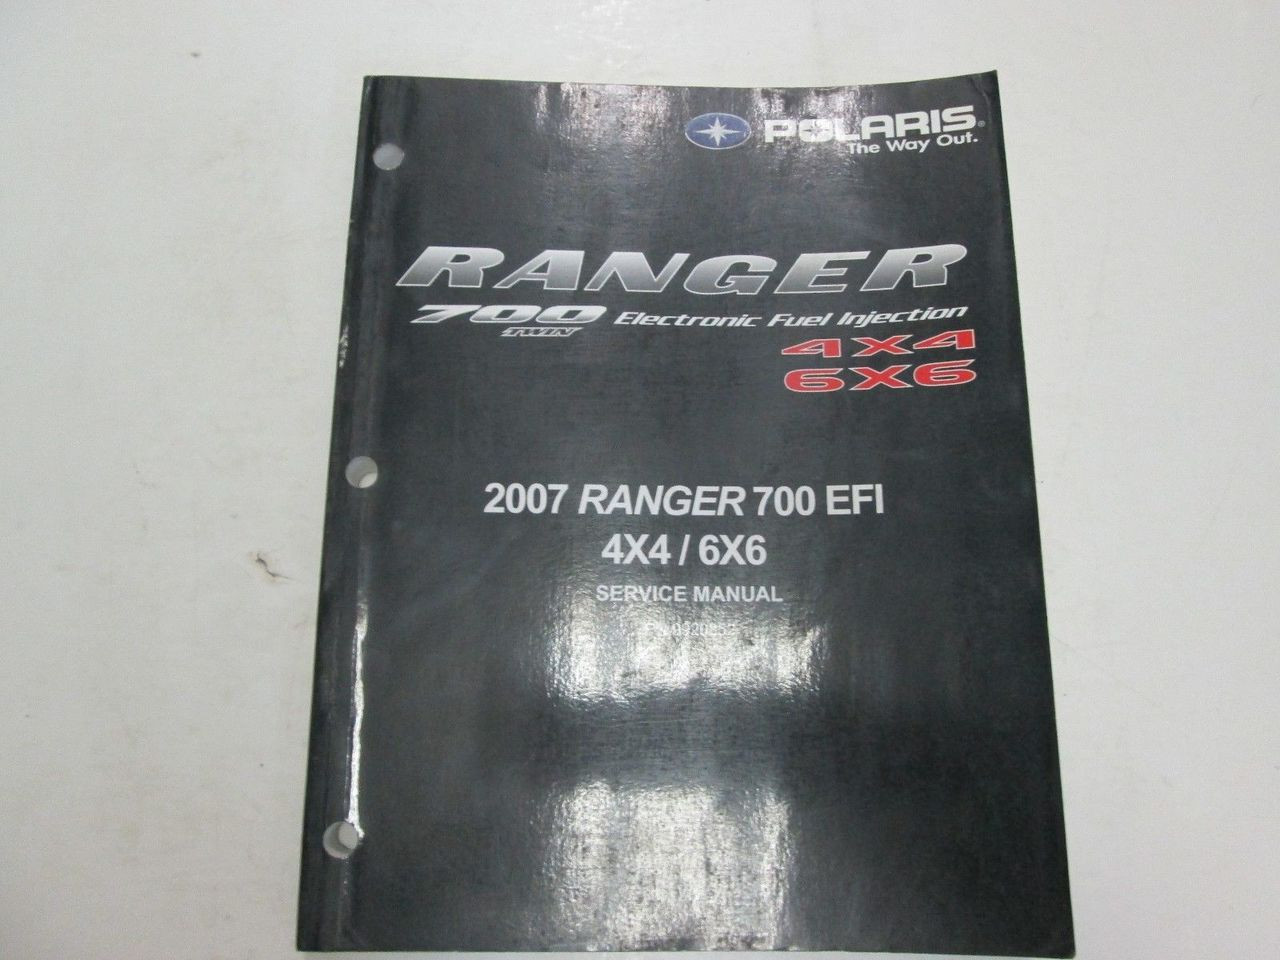 POLARIS®
The Way Out.
RANGER
700 Electronic Fuel Injection
TWIN
4X4
6X6
2007 RANGER 700 EFI
4X4 / 6X6
SERVICE MANUAL